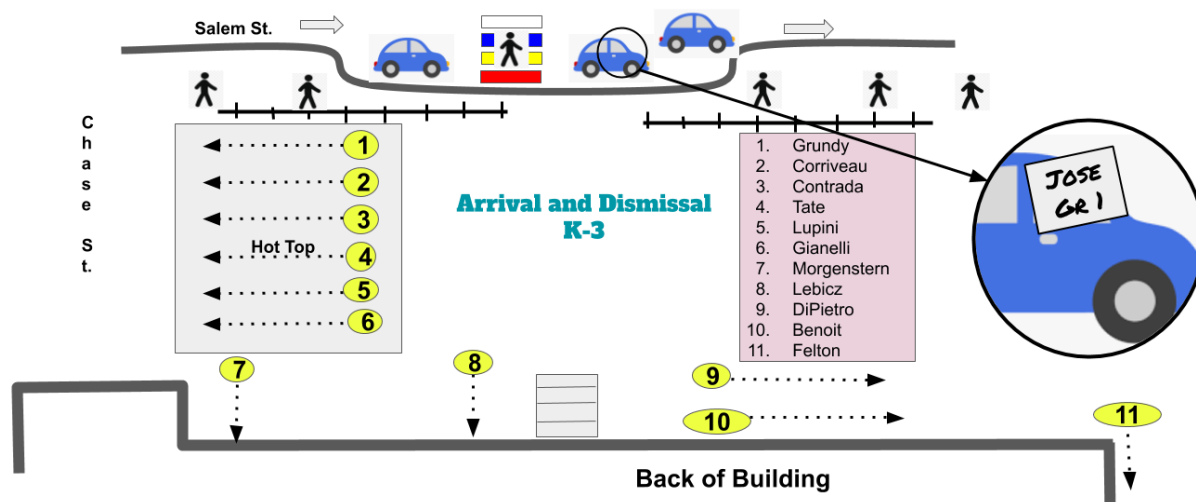 Salem St.
Chase St.
1
2
3
4
5
6
Hot Top
Arrival and Dismissal
K-3
1. Grundy
2. Corriveau
3. Contrada
4. Tate
5. Lupini
6. Gianelli
7. Morgenstern
8. Lebicz
9. DiPietro
10. Benoit
11. Felton
JOSE
GR 1
7
8
9
10
11
Back of Building